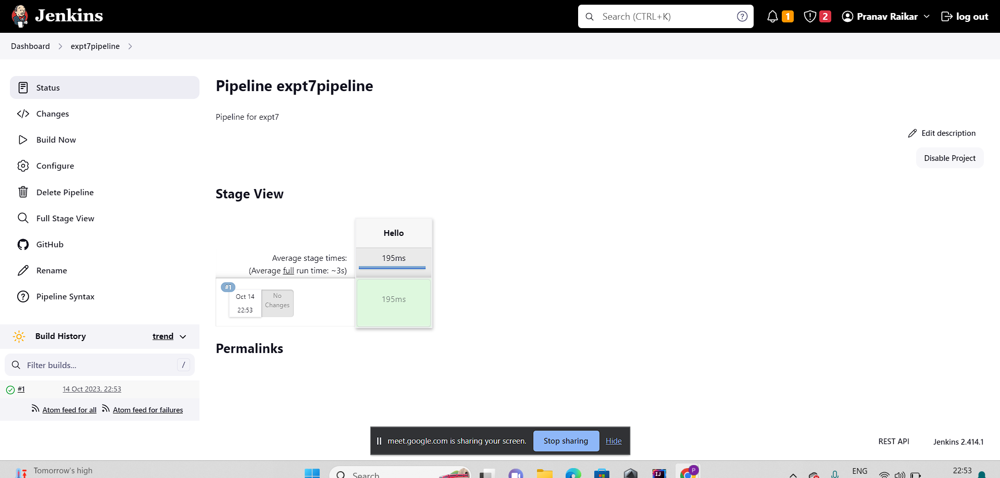 Jenkins
Search (CTRL+K)
1
2
Pranav Raikar
log out
Dashboard
expt7pipeline
Status
Changes
Build Now
Configure
Delete Pipeline
Full Stage View
GitHub
Rename
Pipeline Syntax
Build History
trend
Filter builds...
/
#1
14 Oct 2023, 22:53
Atom feed for all
Atom feed for failures
Pipeline expt7pipeline
Pipeline for expt7
Edit description
Disable Project
Stage View
Hello
Average stage times:
195ms
(Average full run time: ~3s)
#1
Oct 14
22:53
No
Changes
195ms
Permalinks
meet.google.com is sharing your screen.
Stop sharing
Hide
REST API
Jenkins 2.414.1
Tomorrow's high
Search
IJ
P
ENG
22:53